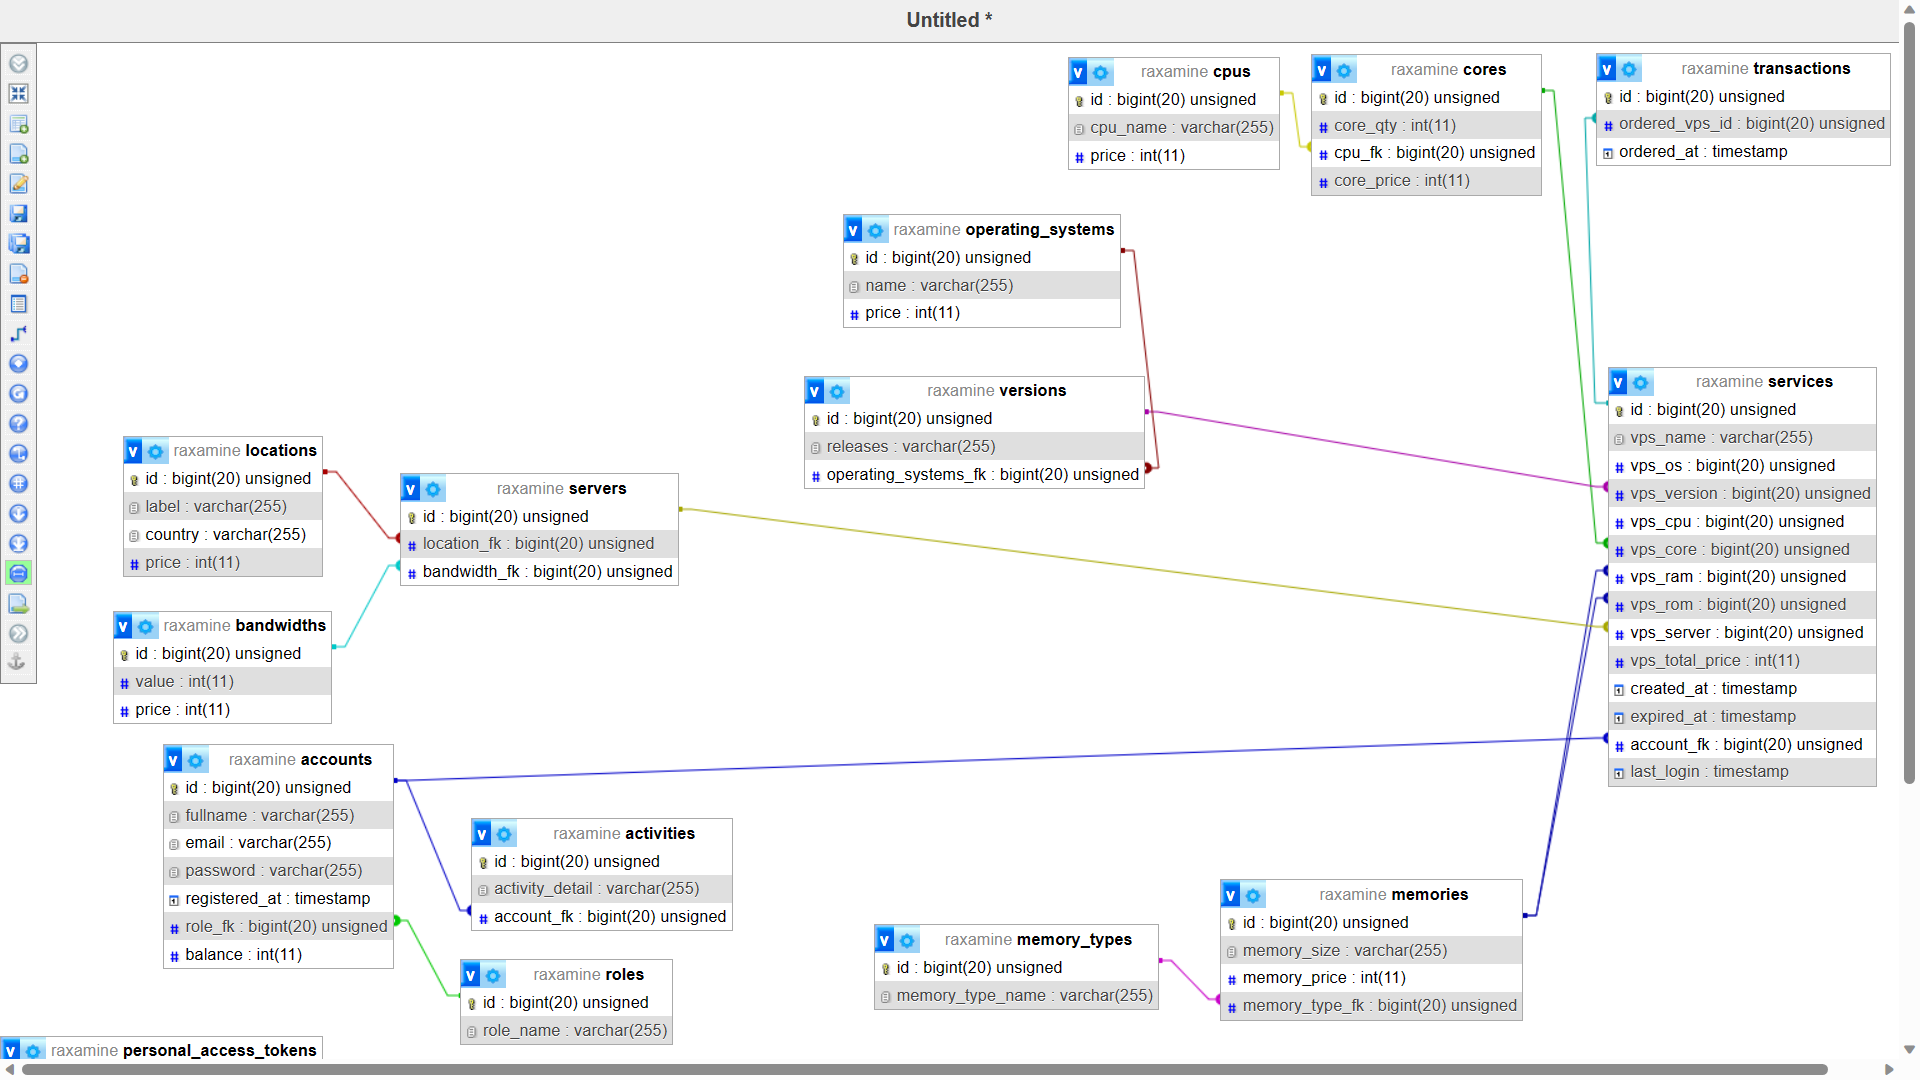 Untitled *
raxamine cpus
id : bigint(20) unsigned
cpu_name : varchar(255)
price : int(11)
raxamine cores
id : bigint(20) unsigned
core_qty : int(11)
cpu_fk : bigint(20) unsigned
core_price : int(11)
raxamine transactions
id : bigint(20) unsigned
ordered_vps_id : bigint(20) unsigned
ordered_at : timestamp
raxamine operating_systems
id : bigint(20) unsigned
name : varchar(255)
price : int(11)
raxamine versions
id : bigint(20) unsigned
releases : varchar(255)
operating_systems_fk : bigint(20) unsigned
raxamine services
id : bigint(20) unsigned
vps_name : varchar(255)
vps_os : bigint(20) unsigned
vps_version : bigint(20) unsigned
vps_cpu : bigint(20) unsigned
vps_core : bigint(20) unsigned
vps_ram : bigint(20) unsigned
vps_rom : bigint(20) unsigned
vps_server : bigint(20) unsigned
vps_total_price : int(11)
created_at : timestamp
expired_at : timestamp
account_fk : bigint(20) unsigned
last_login : timestamp
raxamine locations
id : bigint(20) unsigned
label : varchar(255)
country : varchar(255)
price : int(11)
raxamine servers
id : bigint(20) unsigned
location_fk : bigint(20) unsigned
bandwidth_fk : bigint(20) unsigned
raxamine bandwidths
id : bigint(20) unsigned
value : int(11)
price : int(11)
raxamine accounts
id : bigint(20) unsigned
fullname : varchar(255)
email : varchar(255)
password : varchar(255)
registered_at : timestamp
role_fk : bigint(20) unsigned
balance : int(11)
raxamine activities
id : bigint(20) unsigned
activity_detail : varchar(255)
account_fk : bigint(20) unsigned
raxamine roles
id : bigint(20) unsigned
role_name : varchar(255)
raxamine memory_types
id : bigint(20) unsigned
memory_type_name : varchar(255)
raxamine memories
id : bigint(20) unsigned
memory_size : varchar(255)
memory_price : int(11)
memory_type_fk : bigint(20) unsigned
raxamine personal_access_tokens